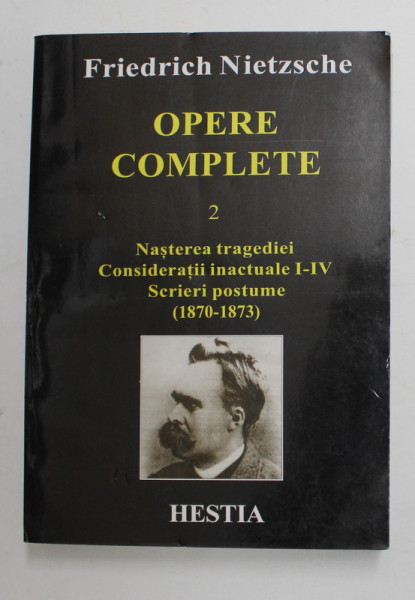 Friedrich Nietzsche
OPERE
COMPLETE
2
Nașterea tragediei
Considerații inactuale I-IV
Scrieri postume
(1870-1873)
HESTIA